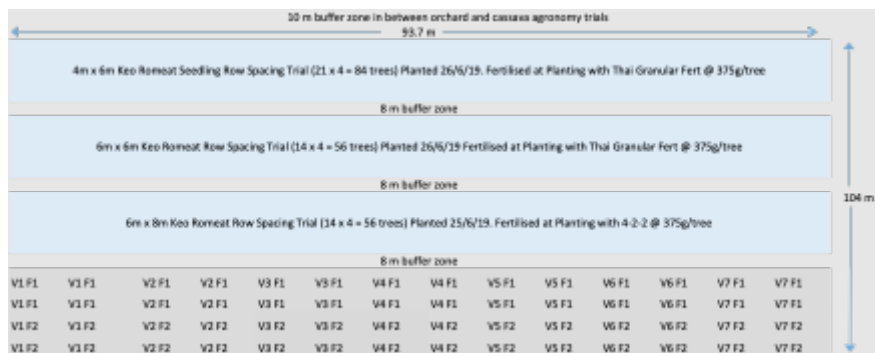 10 m buffer zone in between orchard and cassava agronomy trials
93.7 m
4m x 6m Keo Romeat Seedling Row Spacing Trial (21 x 4 = 84 trees) Planted 26/6/19. Fertilised at Planting with Thai Granular Fert @ 375g/tree
8 m buffer zone
6m x 6m Keo Romeat Row Spacing Trial (14 x 4 = 56 trees) Planted 26/6/19 Fertilised at Planting with Thai Granular Fert @ 375g/tree
8 m buffer zone
104 m
6m x 8m Keo Romeat Row Spacing Trial (14 x 4 = 56 trees) Planted 25/6/19. Fertilised at Planting with 4-2-2 @ 375g/tree
8 m buffer zone
V1 F1 V1 F1 V2 F1 V2 F1 V3 F1 V3 F1 V4 F1 V4 F1 V5 F1 V5 F1 V6 F1 V6 F1 V7 F1 V7 F1
V1 F1 V1 F1 V2 F1 V2 F1 V3 F1 V3 F1 V4 F1 V4 F1 V5 F1 V5 F1 V6 F1 V6 F1 V7 F1 V7 F1
V1 F2 V1 F2 V2 F2 V2 F2 V3 F2 V3 F2 V4 F2 V4 F2 V5 F2 V5 F2 V6 F2 V6 F2 V7 F2 V7 F2
V1 F2 V1 F2 V2 F2 V2 F2 V3 F2 V3 F2 V4 F2 V4 F2 V5 F2 V5 F2 V6 F2 V6 F2 V7 F2 V7 F2